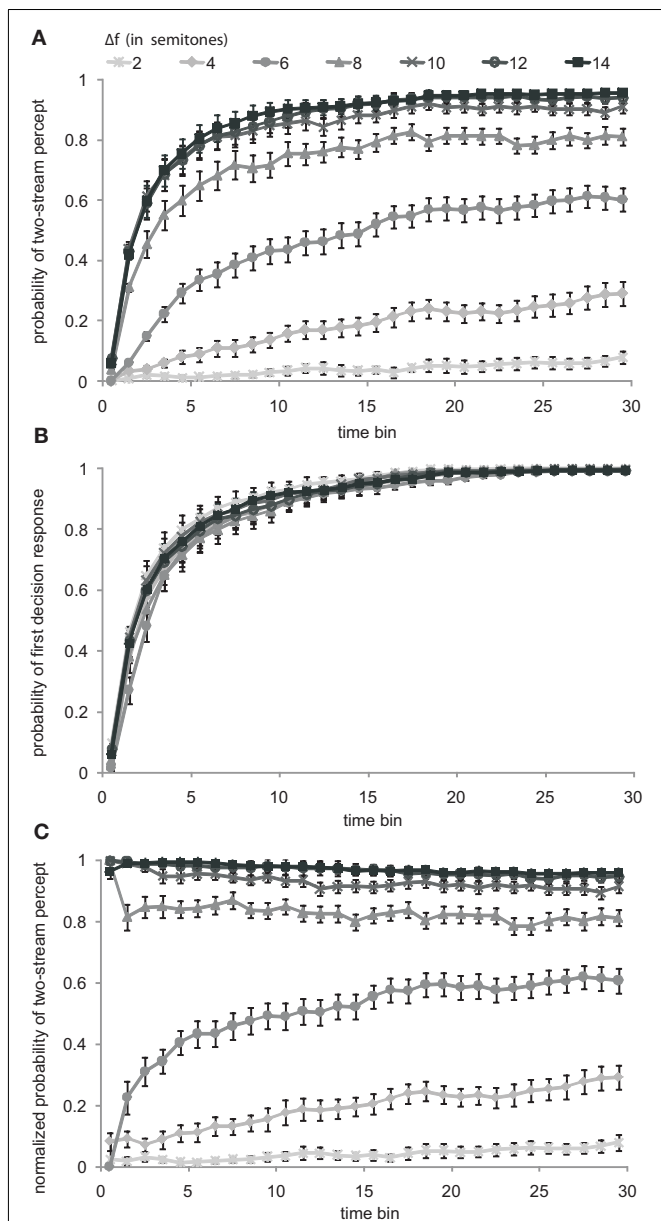 A
Δf (in semitones)
2 4 6 8 10 12 14
probability of two-stream percept
1
0.8
0.6
0.4
0.2
0
0 5 10 15 20 25 30
time bin
B
probability of first decision response
1
0.8
0.6
0.4
0.2
0
0 5 10 15 20 25 30
time bin
C
normalized probability of two-stream percept
1
0.8
0.6
0.4
0.2
0
0 5 10 15 20 25 30
time bin